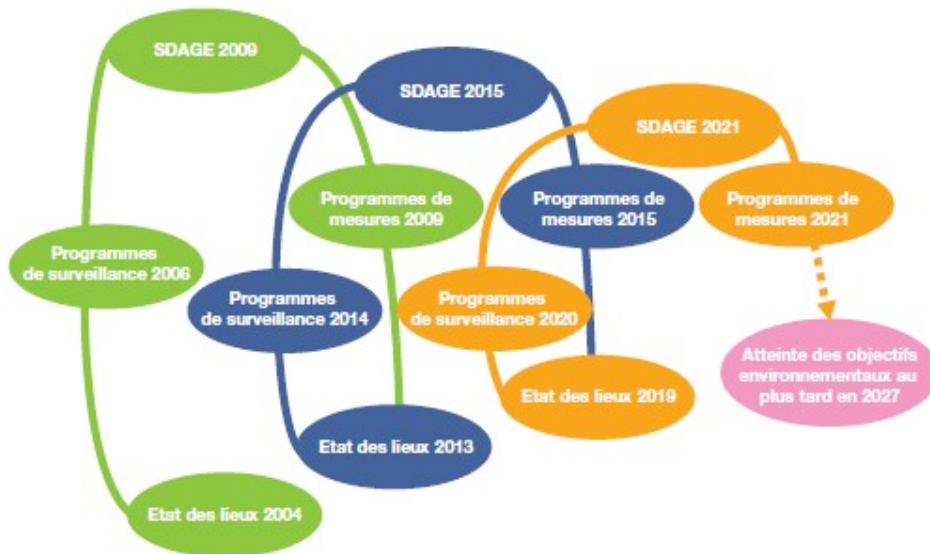 SDAGE 2009
SDAGE 2015
SDAGE 2021
Programmes de
mesures 2009
Programmes de
mesures 2015
Programmes de
mesures 2021
Programmes
de surveillance 2006
Programmes
de surveillance 2014
Programmes
de surveillance 2020
Atteinte des objectifs
environnementaux au
plus tard en 2027
Etat des lieux 2019
Etat des lieux 2013
Etat des lieux 2004